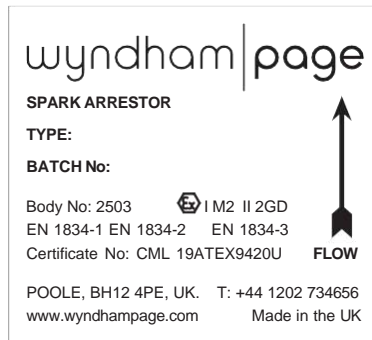 wyndham page
SPARK ARRESTOR
TYPE:
BATCH No:
Body No: 2503 Ex I M2 II 2GD
EN 1834-1 EN 1834-2 EN 1834-3
Certificate No: CML 19ATEX9420U FLOW
POOLE, BH12 4PE, UK. T: +44 1202 734656
www.wyndhampage.com Made in the UK